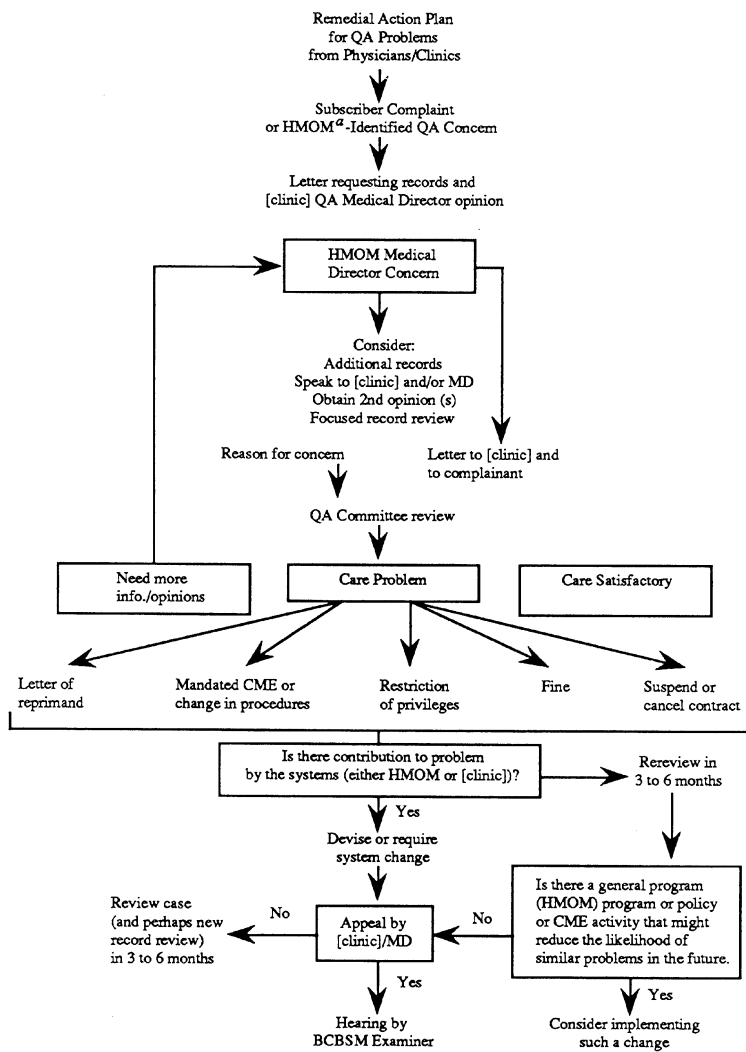 Remedial Action Plan
for QA Problems
from Physicians/Clinics
Subscriber Complaint
or HMOMa-Identified QA Concern
Letter requesting records and
[clinic] QA Medical Director opinion
HMOM Medical
Director Concern
Consider:
Additional records
Speak to [clinic] and/or MD
Obtain 2nd opinion (s)
Focused record review
Reason for concern
Letter to [clinic] and
to complainant
QA Committee review
Need more
info./opinions
Care Problem
Care Satisfactory
Letter of
reprimand
Mandated CME or
change in procedures
Restriction
of privileges
Fine
Suspend or
cancel contract
Is there contribution to problem
by the systems (either HMOM or [clinic])?
Rereview in
3 to 6 months
Yes
Devise or require
system change
Is there a general program
(HMOM) program or policy
or CME activity that might
reduce the likelihood of
similar problems in the future.
Review case
(and perhaps new
record review)
in 3 to 6 months
No
Appeal by
[clinic]/MD
No
Yes
Yes
Hearing by
BCBSM Examiner
Consider implementing
such a change